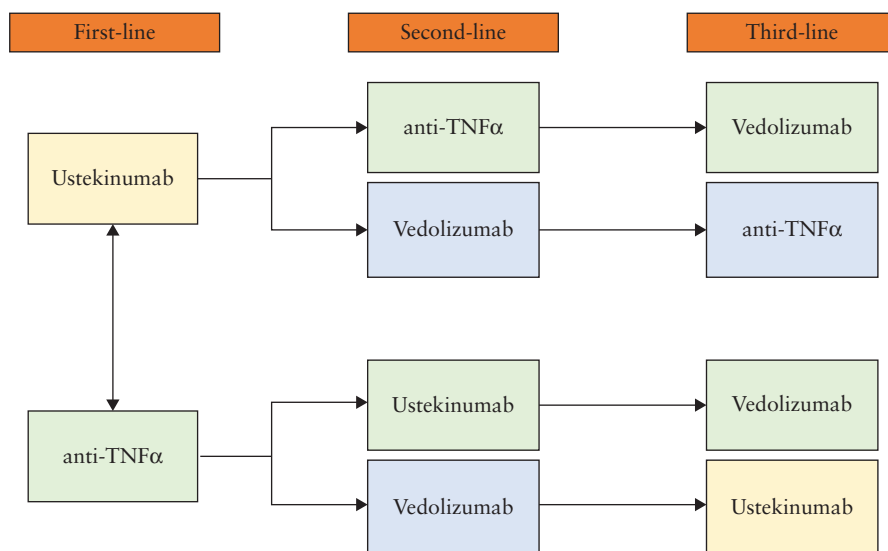 First-line
Second-line
Third-line
Ustekinumab
anti-TNFα
Vedolizumab
Vedolizumab
anti-TNFα
anti-TNFα
Ustekinumab
Vedolizumab
Vedolizumab
Ustekinumab